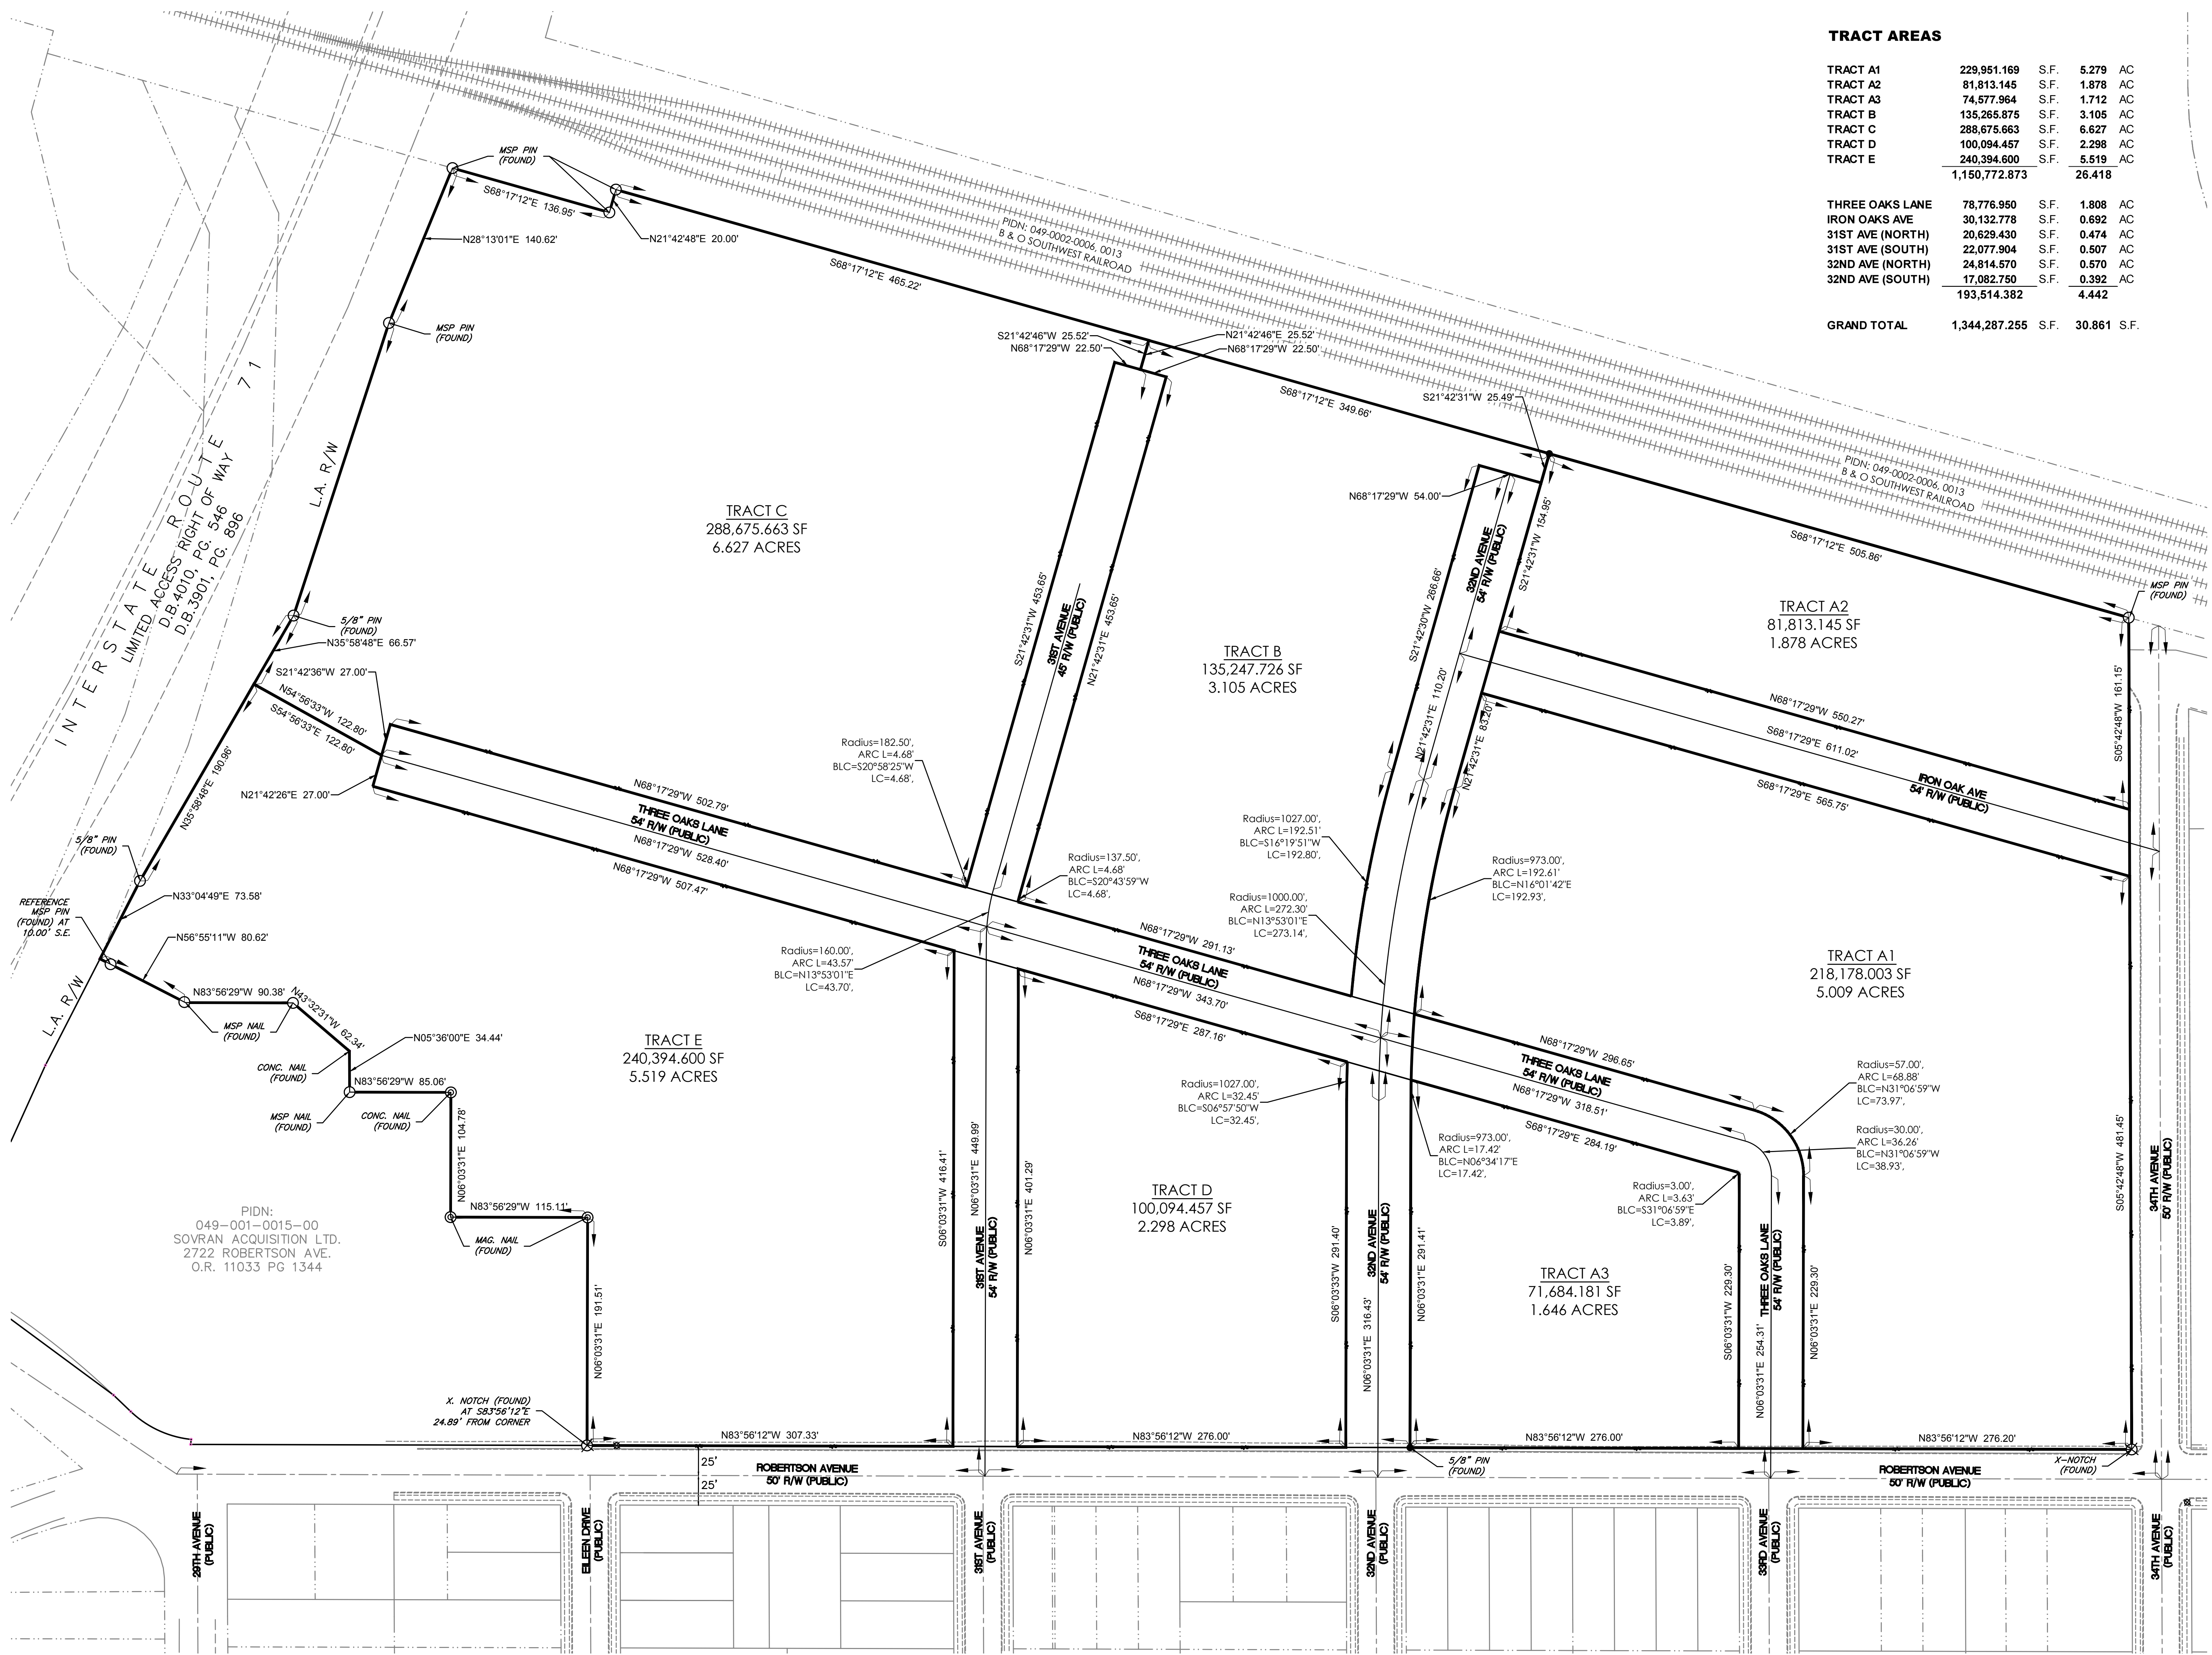 TRACT AREAS
TRACT A1 229,951.169 S.F. 5.279 AC
TRACT A2 81,813.145 S.F. 1.878 AC
TRACT A3 74,577.964 S.F. 1.712 AC
TRACT B 135,265.875 S.F. 3.105 AC
TRACT C 288,675.663 S.F. 6.627 AC
TRACT D 100,094.457 S.F. 2.298 AC
TRACT E 240,394.600 S.F. 5.519 AC
1,150,772.873 26.418
THREE OAKS LANE 78,776.950 S.F. 1.808 AC
IRON OAKS AVE 30,132.778 S.F. 0.692 AC
31ST AVE (NORTH) 20,629.430 S.F. 0.474 AC
31ST AVE (SOUTH) 22,077.904 S.F. 0.507 AC
32ND AVE (NORTH) 24,814.570 S.F. 0.570 AC
32ND AVE (SOUTH) 17,082.750 S.F. 0.392 AC
193,514.382 4.442
GRAND TOTAL 1,344,287.255 S.F. 30.861 S.F.
MSP PIN
(FOUND)
S68°17'12"E 136.95'
N28°13'01"E 140.62'
N21°42'48"E 20.00'
S68°17'12"E 465.22'
PIDN: 049-0002-0006, 0013
B & O SOUTHWEST RAILROAD
MSP PIN
(FOUND)
S21°42'46"W 25.52'
N68°17'29"W 22.50'
N21°42'46"E 25.52'
N68°17'29"W 22.50'
S68°17'12"E 349.66'
S21°42'31"W 25.49'
N68°17'29"W 54.00'
PIDN: 049-0002-0006, 0013
B & O SOUTHWEST RAILROAD
S68°17'12"E 505.86'
MSP PIN
(FOUND)
L.A. R/W
INTERSTATE ROUTE 71
LIMITED ACCESS RIGHT OF WAY
D.B.4010, PG. 546
D.B.3901, PG. 896
TRACT C
288,675.663 SF
6.627 ACRES
S21°42'31"W 453.65'
31ST AVENUE
45' R/W (PUBLIC)
N21°42'31"E 453.65'
TRACT B
135,247.726 SF
3.105 ACRES
S21°42'30"W 266.66'
32ND AVENUE
54' R/W (PUBLIC)
S21°42'31"W 154.95'
N21°42'31"E 110.20'
N21°42'31"E 83.20'
TRACT A2
81,813.145 SF
1.878 ACRES
S05°42'48"W 161.15'
N68°17'29"W 550.27'
S68°17'29"E 611.02'
IRON OAK AVE
54' R/W (PUBLIC)
S68°17'29"E 565.75'
5/8" PIN
(FOUND)
N35°58'48"E 66.57'
S21°42'36"W 27.00'
N54°56'33"W 122.80'
S54°56'33"E 122.80'
N35°58'48"E 190.96'
N21°42'26"E 27.00'
N68°17'29"W 502.79'
THREE OAKS LANE
54' R/W (PUBLIC)
N68°17'29"W 528.40'
N68°17'29"W 507.47'
Radius=182.50',
ARC L=4.68'
BLC=S20°58'25"W
LC=4.68',
Radius=137.50',
ARC L=4.68'
BLC=S20°43'59"W
LC=4.68',
Radius=1027.00',
ARC L=192.51'
BLC=S16°19'51"W
LC=192.80',
Radius=973.00',
ARC L=192.61'
BLC=N16°01'42"E
LC=192.93',
Radius=1000.00',
ARC L=272.30'
BLC=N13°53'01"E
LC=273.14',
Radius=160.00',
ARC L=43.57'
BLC=N13°53'01"E
LC=43.70',
N68°17'29"W 291.13'
THREE OAKS LANE
54' R/W (PUBLIC)
N68°17'29"W 343.70'
S68°17'29"E 287.16'
5/8" PIN
(FOUND)
REFERENCE
MSP PIN
(FOUND) AT
10.00' S.E.
N33°04'49"E 73.58'
N56°55'11"W 80.62'
L.A. R/W
N83°56'29"W 90.38'
MSP NAIL
(FOUND)
N43°32'31"W 62.34'
N05°36'00"E 34.44'
CONC. NAIL
(FOUND)
N83°56'29"W 85.06'
MSP NAIL
(FOUND)
CONC. NAIL
(FOUND)
N06°03'31"E 104.78'
N83°56'29"W 115.11'
MAG. NAIL
(FOUND)
N06°03'31"E 191.51'
TRACT E
240,394.600 SF
5.519 ACRES
TRACT A1
218,178.003 SF
5.009 ACRES
N68°17'29"W 296.65'
THREE OAKS LANE
54' R/W (PUBLIC)
N68°17'29"W 318.51'
S68°17'29"E 284.19'
Radius=57.00',
ARC L=68.88'
BLC=N31°06'59"W
LC=73.97',
Radius=30.00',
ARC L=36.26'
BLC=N31°06'59"W
LC=38.93',
Radius=1027.00',
ARC L=32.45'
BLC=S06°57'50"W
LC=32.45',
Radius=973.00',
ARC L=17.42'
BLC=N06°34'17"E
LC=17.42',
Radius=3.00',
ARC L=3.63'
BLC=S31°06'59"E
LC=3.89',
S06°03'31"W 416.41'
N06°03'31"E 449.99'
31ST AVENUE
54' R/W (PUBLIC)
N06°03'31"E 401.29'
TRACT D
100,094.457 SF
2.298 ACRES
S06°03'33"W 291.40'
32ND AVENUE
54' R/W (PUBLIC)
N06°03'31"E 316.43'
N06°03'31"E 291.41'
TRACT A3
71,684.181 SF
1.646 ACRES
S06°03'31"W 229.30'
THREE OAKS LANE
54' R/W (PUBLIC)
N06°03'31"E 254.31'
N06°03'31"E 229.30'
S05°42'48"W 481.45'
34TH AVENUE
50' R/W (PUBLIC)
PIDN:
049-001-0015-00
SOVRAN ACQUISITION LTD.
2722 ROBERTSON AVE.
O.R. 11033 PG 1344
X. NOTCH (FOUND)
AT S83°56'12"E
24.89' FROM CORNER
N83°56'12"W 307.33'
N83°56'12"W 276.00'
N83°56'12"W 276.00'
N83°56'12"W 276.20'
25'
25'
ROBERTSON AVENUE
50' R/W (PUBLIC)
5/8" PIN
(FOUND)
ROBERTSON AVENUE
50' R/W (PUBLIC)
X-NOTCH
(FOUND)
29TH AVENUE
(PUBLIC)
EILEEN DRIVE
(PUBLIC)
31ST AVENUE
(PUBLIC)
32ND AVENUE
(PUBLIC)
33RD AVENUE
(PUBLIC)
34TH AVENUE
(PUBLIC)